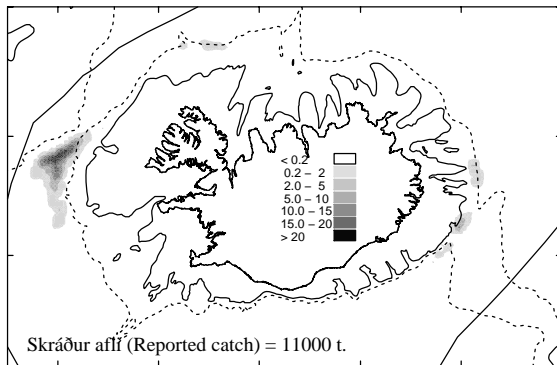 < 0.2
0.2 – 2
2.0 – 5
5.0 – 10
10.0 – 15
15.0 – 20
> 20
Skráður afli (Reported catch) = 11000 t.